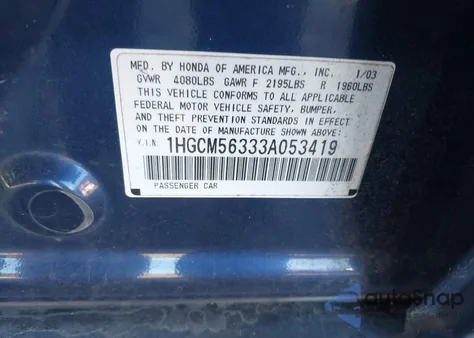 MFD. BY HONDA OF AMERICA MFG., INC. 1/03
GVWR 4080LBS GAWR F 2195LBS R 1960LBS
THIS VEHICLE CONFORMS TO ALL APPLICABLE
FEDERAL MOTOR VEHICLE SAFETY, BUMPER,
AND THEFT PREVENTION STANDARDS IN EFFECT
ON THE DATE OF MANUFACTURE SHOWN ABOVE.
V.I.N. 1HGCM56333A053419
PASSENGER CAR
autoSnap